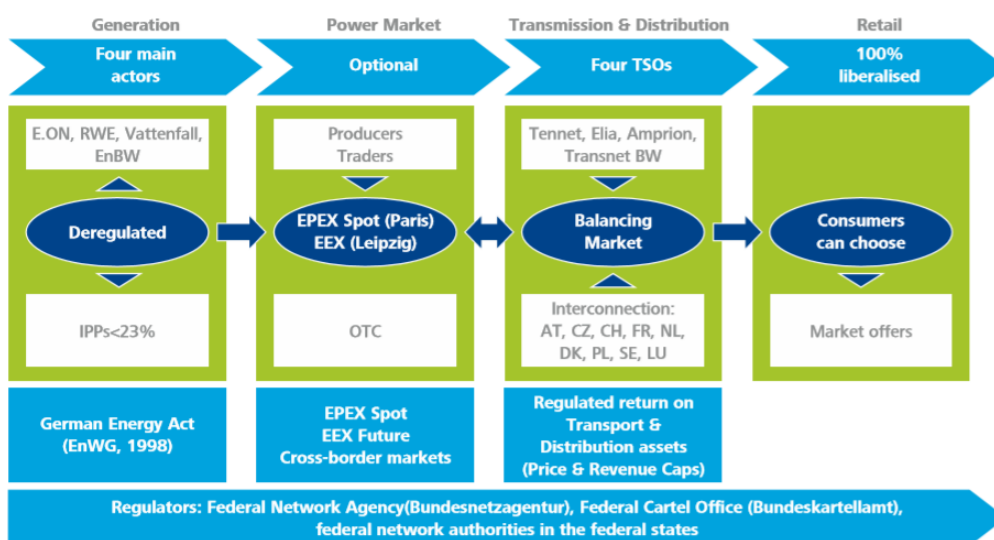 Generation
Power Market
Transmission & Distribution
Retail
Four main
actors
Optional
Four TSOs
100%
liberalised
E.ON, RWE, Vattenfall,
EnBW
Producers
Traders
Tennet, Elia, Amprion,
Transnet BW
Deregulated
EPEX Spot (Paris)
EEX (Leipzig)
Balancing
Market
Consumers
can choose
IPPs<23%
OTC
Interconnection:
AT, CZ, CH, FR, NL,
DK, PL, SE, LU
Market offers
German Energy Act
(EnWG, 1998)
EPEX Spot
EEX Future
Cross-border markets
Regulated return on
Transport &
Distribution assets
(Price & Revenue Caps)
Regulators: Federal Network Agency(Bundesnetzagentur), Federal Cartel Office (Bundeskartellamt),
federal network authorities in the federal states